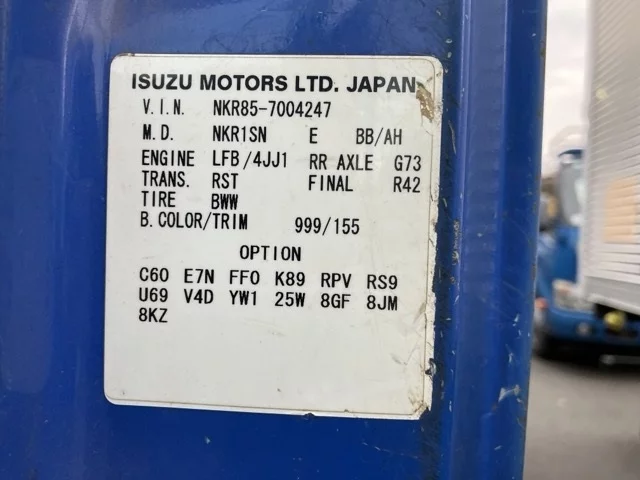 ISUZU MOTORS LTD. JAPAN
V.I.N. NKR85-7004247
M.D. NKR1SN E BB/AH
ENGINE LFB/4JJ1 RR AXLE G73
TRANS. RST FINAL R42
TIRE BWW
B.COLOR/TRIM 999/155
OPTION
C60 E7N FF0 K89 RPV RS9
U69 V4D YW1 25W 8GF 8JM
8KZ